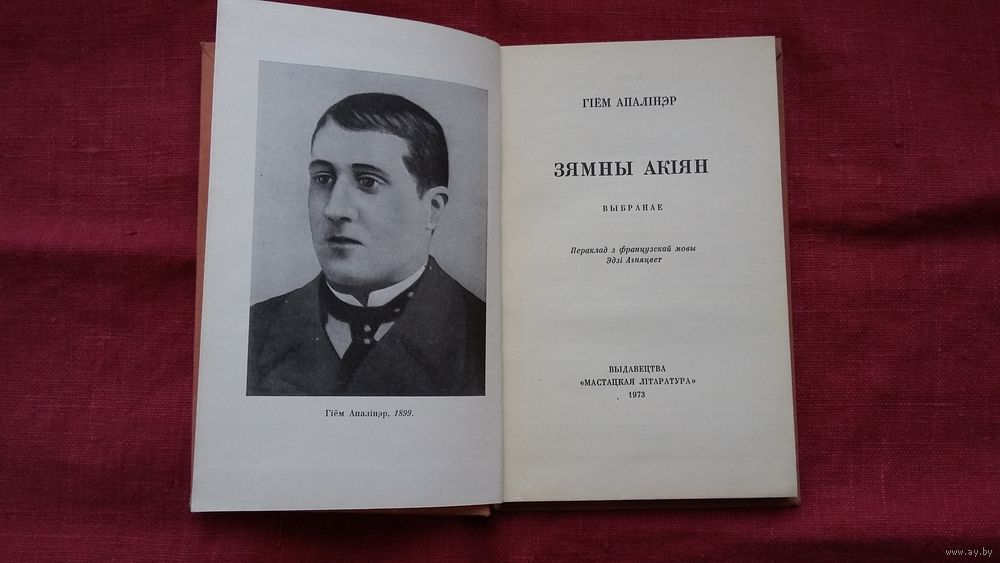 Гіём Апалінэр. 1899.
ГІЁМ АПАЛІНЭР
ЗЯМНЫ АКІЯН
ВЫБРАНАЕ
Пераклад з французскай мовы
Эдзі Агняцвет
ВЫДАВЕЦТВА
«МАСТАЦКАЯ ЛІТАРАТУРА»
1973
www.ay.by